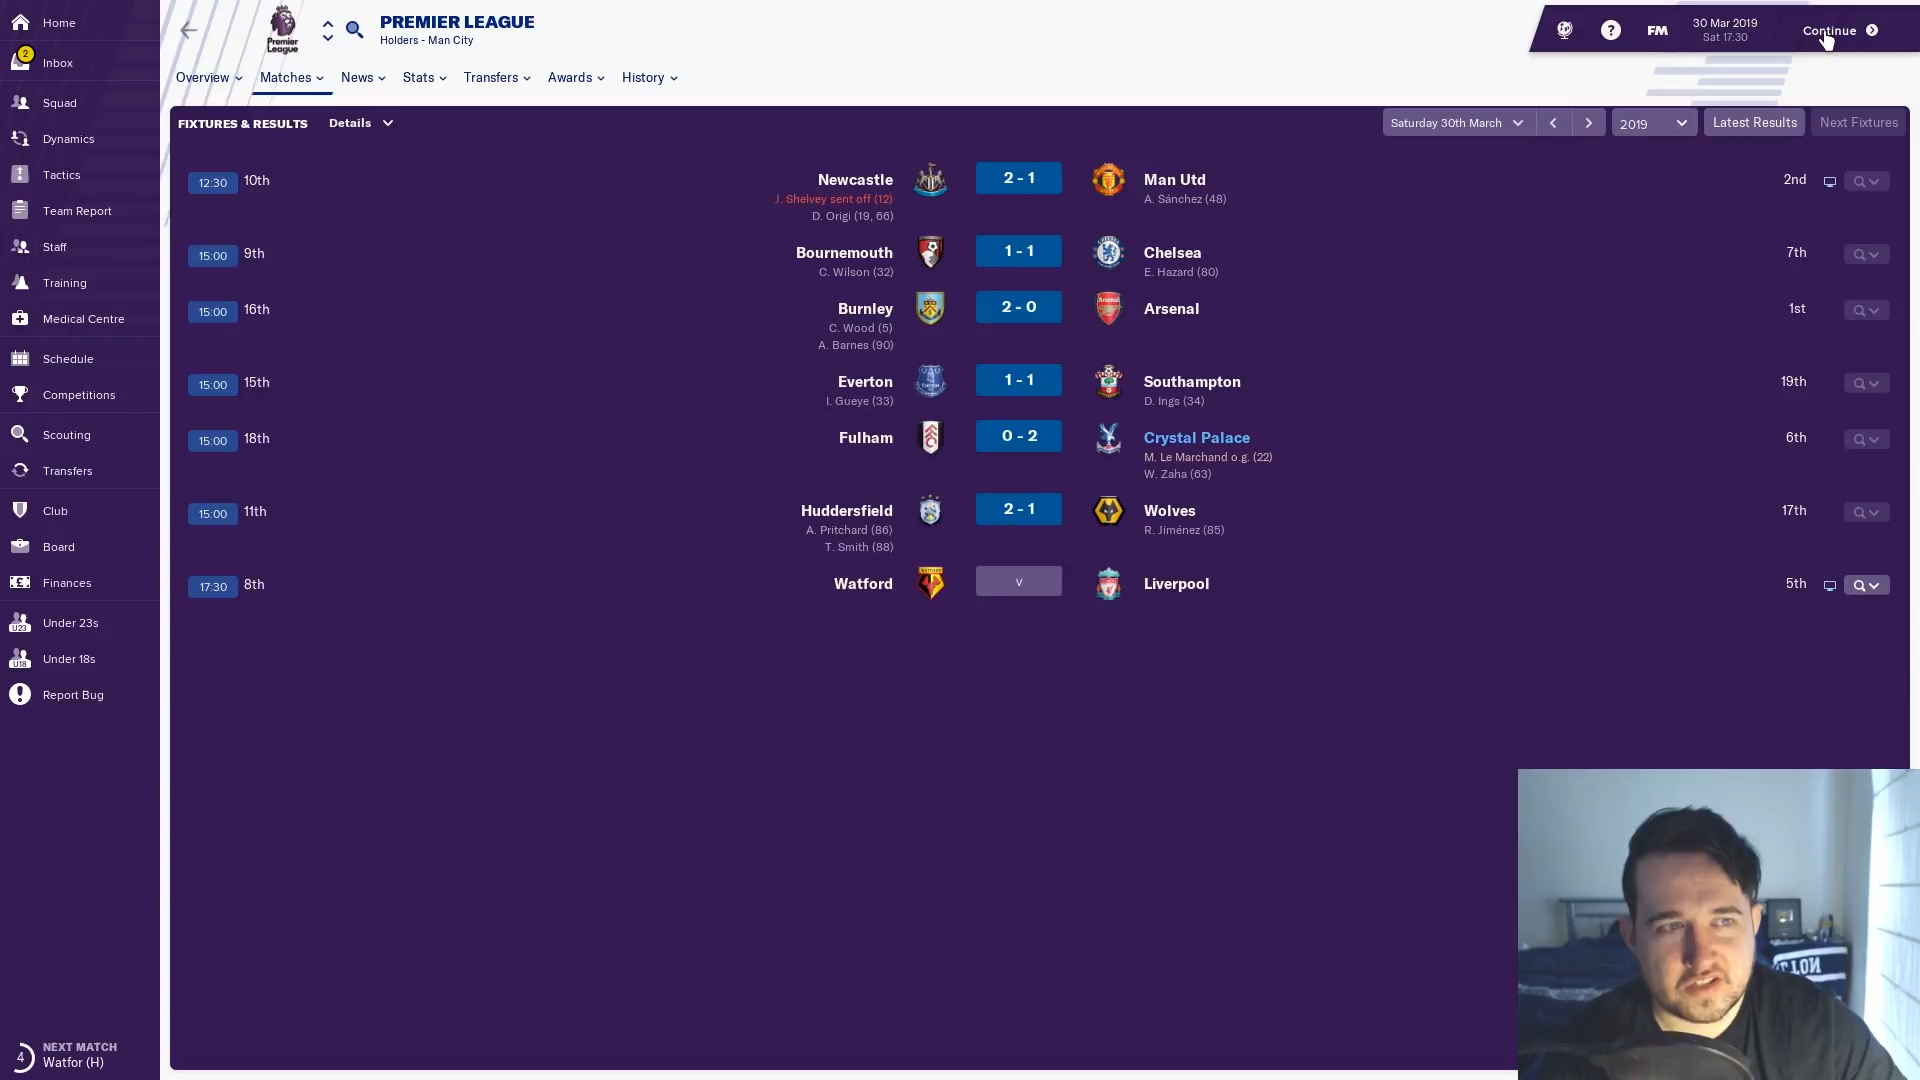 Home
2
Inbox
Squad
Dynamics
Tactics
Team Report
Staff
Training
Medical Centre
Schedule
Competitions
Scouting
Transfers
Club
Board
Finances
U23
Under 23s
U18
Under 18s
Report Bug
4
NEXT MATCH
Watfor (H)
Premier
League
PREMIER LEAGUE
Holders - Man City
FM
30 Mar 2019
Sat 17:30
Continue
Overview Matches News Stats Transfers Awards History
FIXTURES & RESULTS Details
Saturday 30th March 2019 Latest Results Next Fixtures
12:30 10th Newcastle 2 - 1 Man Utd 2nd
J. Shelvey sent off (12) A. Sánchez (48)
D. Origi (19, 66)
15:00 9th Bournemouth 1 - 1 Chelsea 7th
C. Wilson (32) E. Hazard (80)
15:00 16th Burnley 2 - 0 Arsenal 1st
C. Wood (5)
A. Barnes (90)
15:00 15th Everton 1 - 1 Southampton 19th
I. Gueye (33) D. Ings (34)
15:00 18th Fulham 0 - 2 Crystal Palace 6th
M. Le Marchand o.g. (22)
W. Zaha (63)
15:00 11th Huddersfield 2 - 1 Wolves 17th
A. Pritchard (86) R. Jiménez (85)
T. Smith (88)
17:30 8th Watford v Liverpool 5th